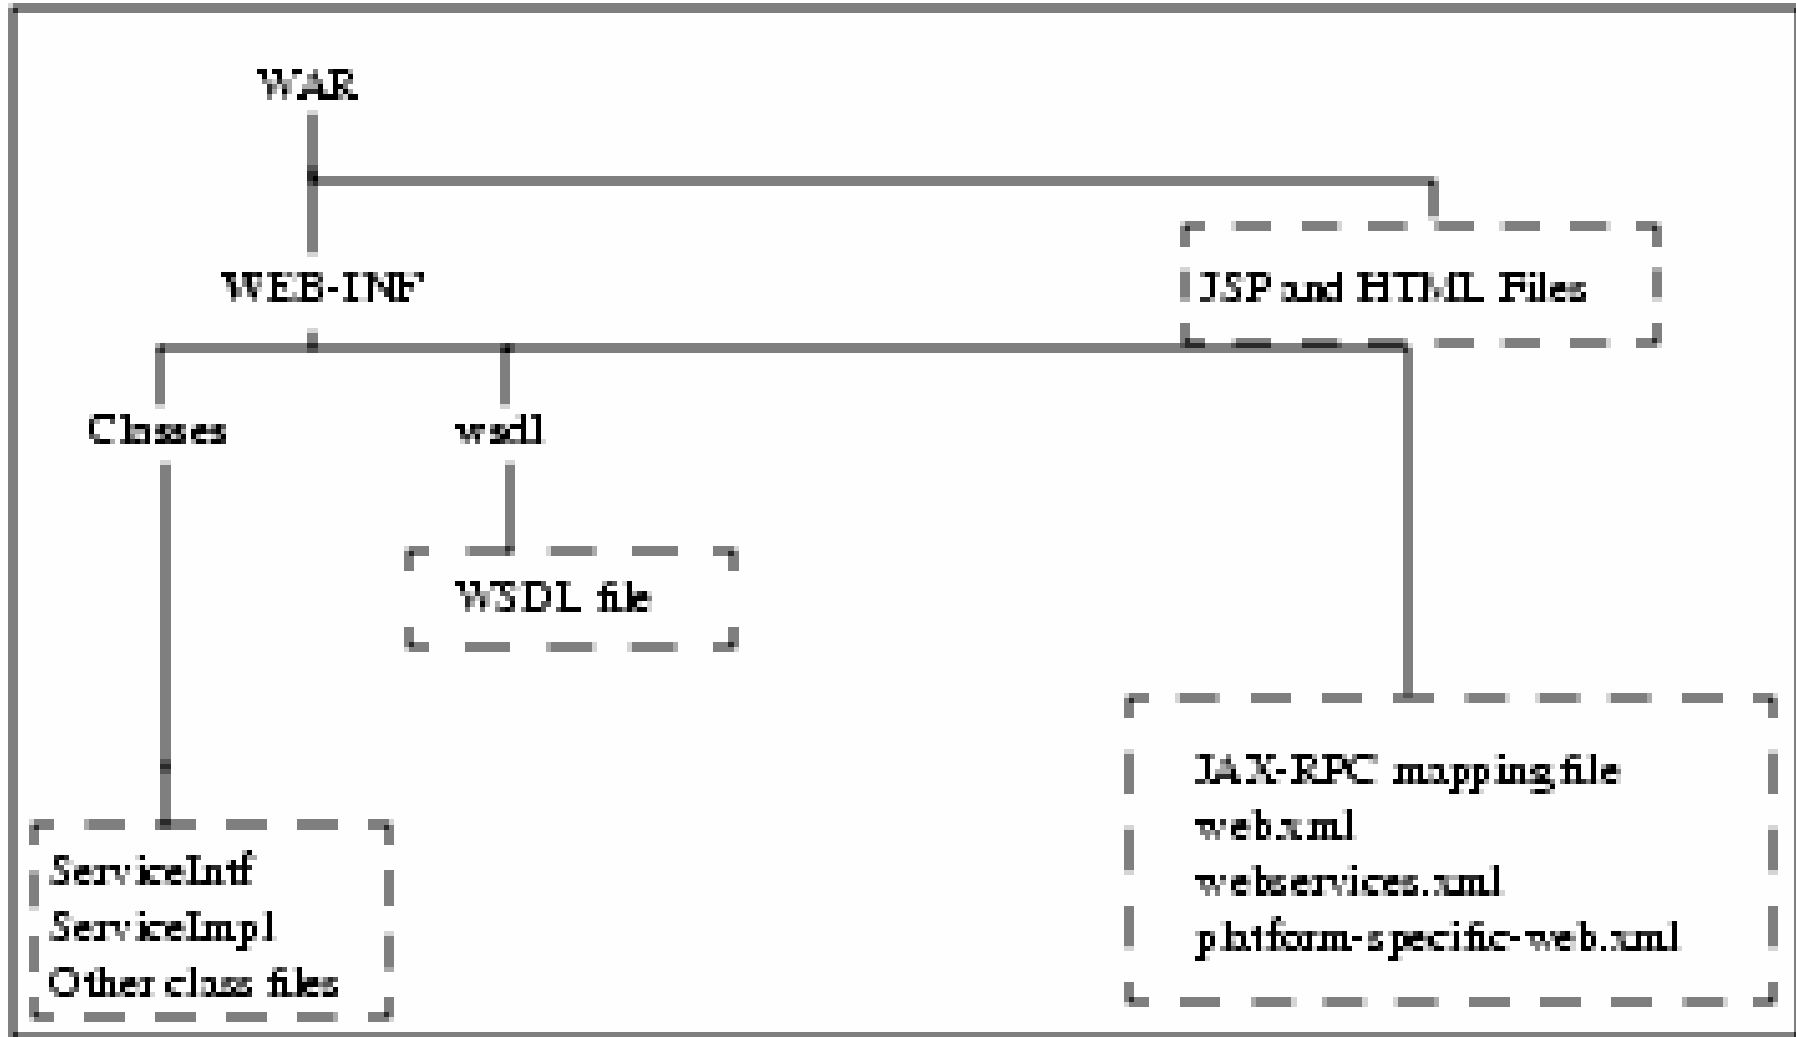 WAR
WEB-INF
JSP and HTML Files
Classes
wsdl
WSDL file
JAX-RPC mapping file
web.xml
webservices.xml
platform-specific-web.xml
ServiceIntf
ServiceImpl
Other class files